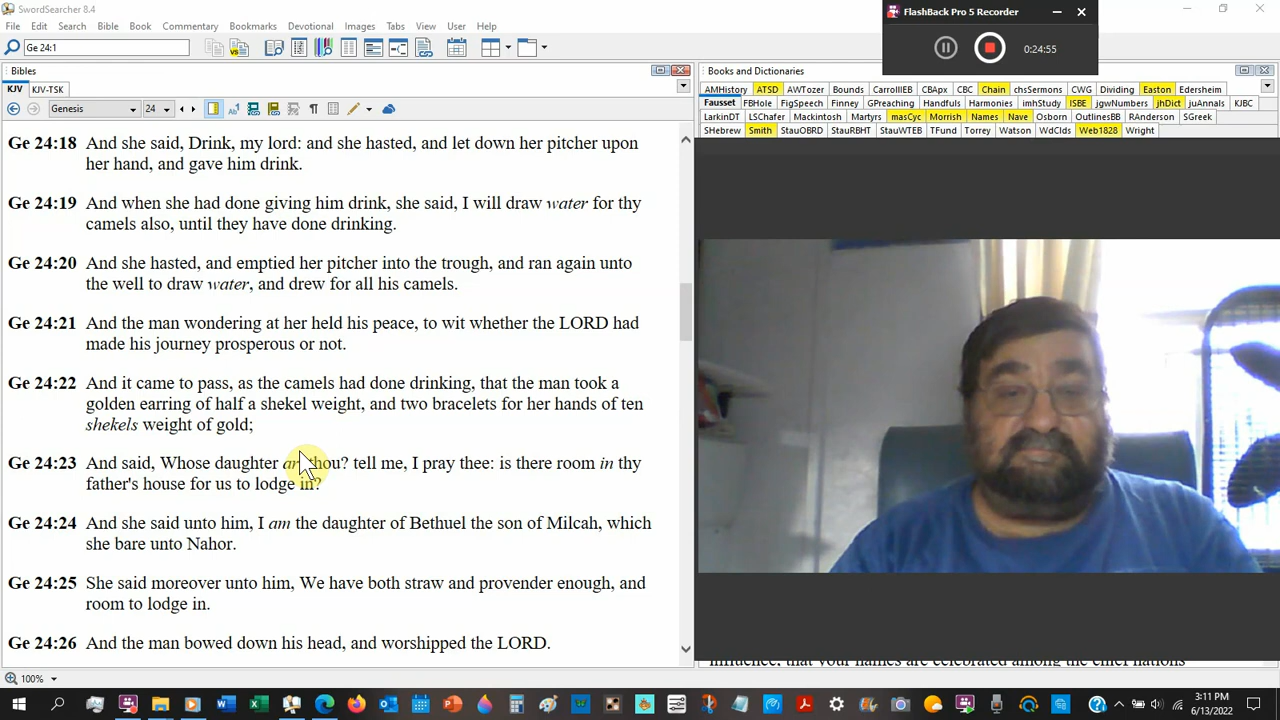 SwordSearcher 8.4
File Edit Search Bible Book Commentary Bookmarks Devotional Images Tabs View User Help
Ge 24:1
Bibles
KJV KJV-TSK
Genesis 24
Ge 24:18 And she said, Drink, my lord: and she hasted, and let down her pitcher upon
her hand, and gave him drink.
Ge 24:19 And when she had done giving him drink, she said, I will draw water for thy
camels also, until they have done drinking.
Ge 24:20 And she hasted, and emptied her pitcher into the trough, and ran again unto
the well to draw water, and drew for all his camels.
Ge 24:21 And the man wondering at her held his peace, to wit whether the LORD had
made his journey prosperous or not.
Ge 24:22 And it came to pass, as the camels had done drinking, that the man took a
golden earring of half a shekel weight, and two bracelets for her hands of ten
shekels weight of gold;
Ge 24:23 And said, Whose daughter art thou? tell me, I pray thee: is there room in thy
father's house for us to lodge in?
Ge 24:24 And she said unto him, I am the daughter of Bethuel the son of Milcah, which
she bare unto Nahor.
Ge 24:25 She said moreover unto him, We have both straw and provender enough, and
room to lodge in.
Ge 24:26 And the man bowed down his head, and worshipped the LORD.
100%
FlashBack Pro 5 Recorder
0:24:55
Books and Dictionaries
AMHistory ATSD AWTozer Bounds CarrollIEB CBApx CBC Chain chsSermons CWG Dividing Easton Edersheim
Fausset FBHole FigSpeech Finney GPreaching Handfuls Harmonies imhStudy ISBE jgwNumbers jhDict juAnnals KJBC
LarkinDT LSChafer Mackintosh Martyrs masCyc Morrish Names Nave Osborn OutlinesBB RAnderson SGreek
SHebrew Smith StauOBRD StauRBHT StauWTEB TFund Torrey Watson WdClds Web1828 Wright
influence, that your names are celebrated among the chief nations
3:11 PM
6/13/2022